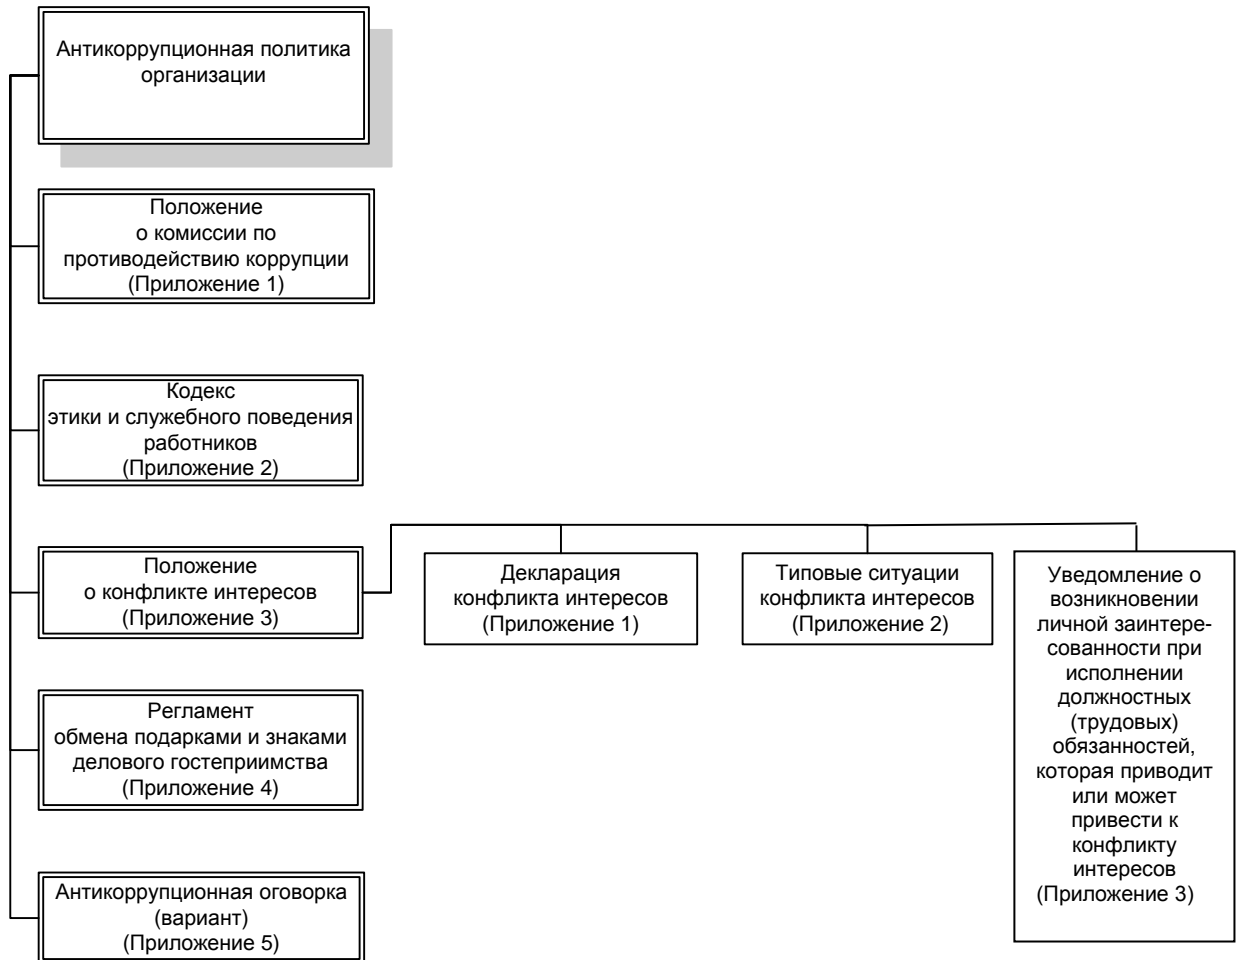 Антикоррупционная политика
организации
Положение
о комиссии по
противодействию коррупции
(Приложение 1)
Кодекс
этики и служебного поведения
работников
(Приложение 2)
Положение
о конфликте интересов
(Приложение 3)
Декларация
конфликта интересов
(Приложение 1)
Типовые ситуации
конфликта интересов
(Приложение 2)
Уведомление о
возникновении
личной заинтере-
сованности при
исполнении
должностных
(трудовых)
обязанностей,
которая приводит
или может
привести к
конфликту
интересов
(Приложение 3)
Регламент
обмена подарками и знаками
делового гостеприимства
(Приложение 4)
Антикоррупционная оговорка
(вариант)
(Приложение 5)